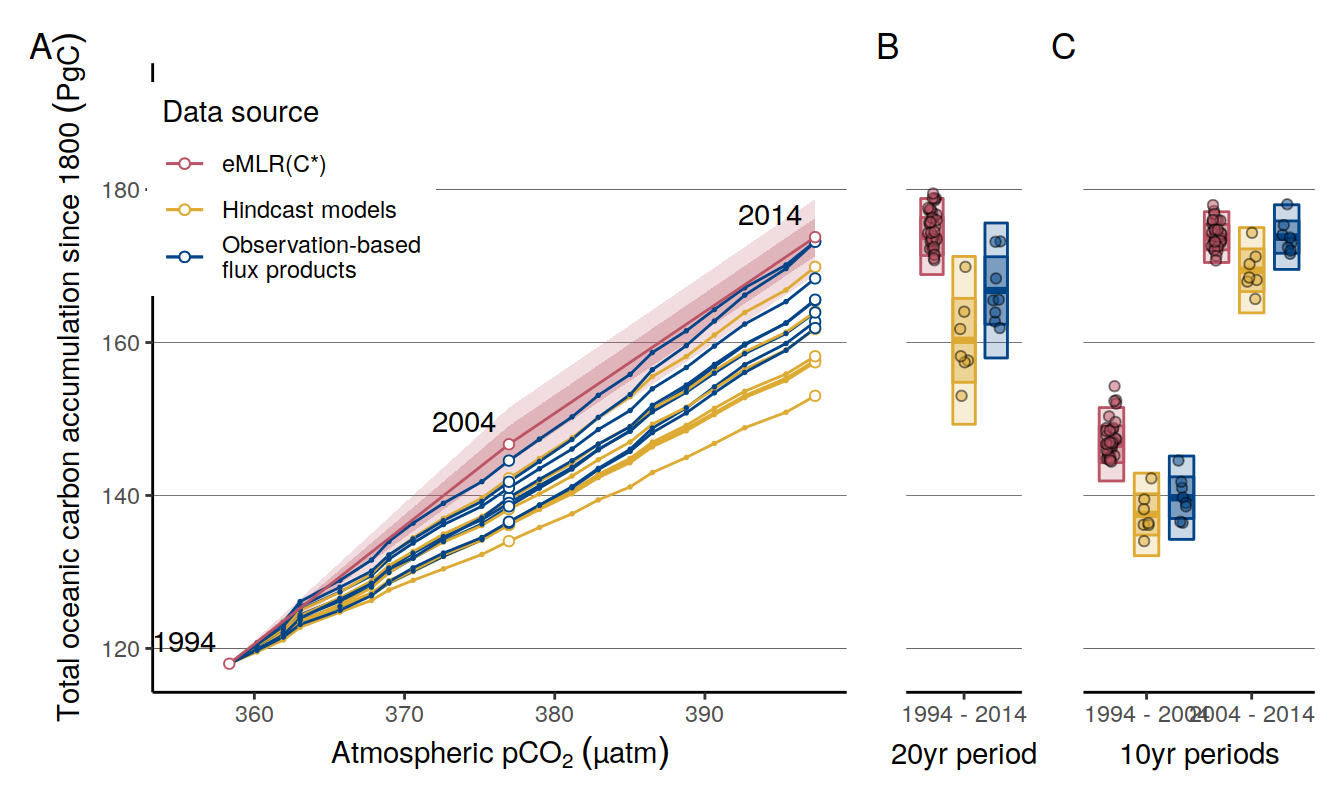 A
B
C
Total oceanic carbon accumulation since 1800 (PgC)
Data source
eMLR(C*)
Hindcast models
Observation-based
flux products
180
160
140
120
1994
2004
2014
360
370
380
390
Atmospheric pCO₂ (µatm)
1994 - 2014
20yr period
1994 - 2004
2004 - 2014
10yr periods